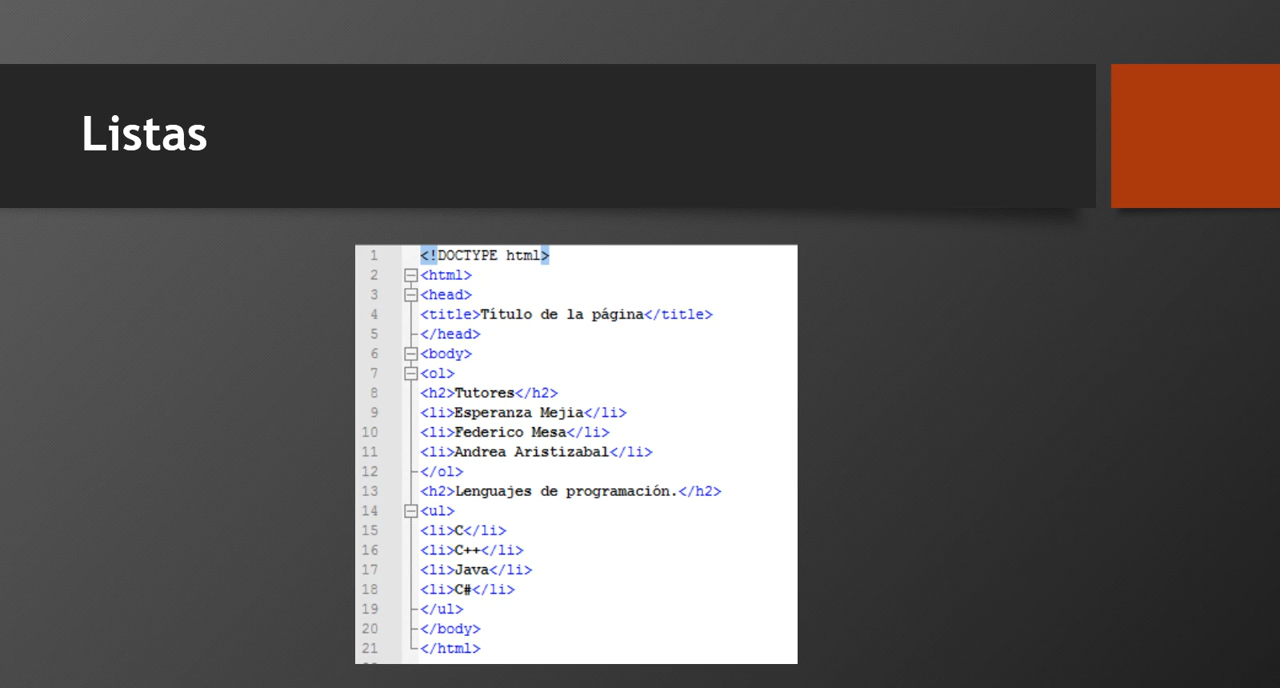 Listas
1 <!DOCTYPE html>
2 <html>
3 <head>
4 <title>Título de la página</title>
5 </head>
6 <body>
7 <ol>
8 <h2>Tutores</h2>
9 <li>Esperanza Mejia</li>
10 <li>Federico Mesa</li>
11 <li>Andrea Aristizabal</li>
12 </ol>
13 <h2>Lenguajes de programación.</h2>
14 <ul>
15 <li>C</li>
16 <li>C++</li>
17 <li>Java</li>
18 <li>C#</li>
19 </ul>
20 </body>
21 </html>